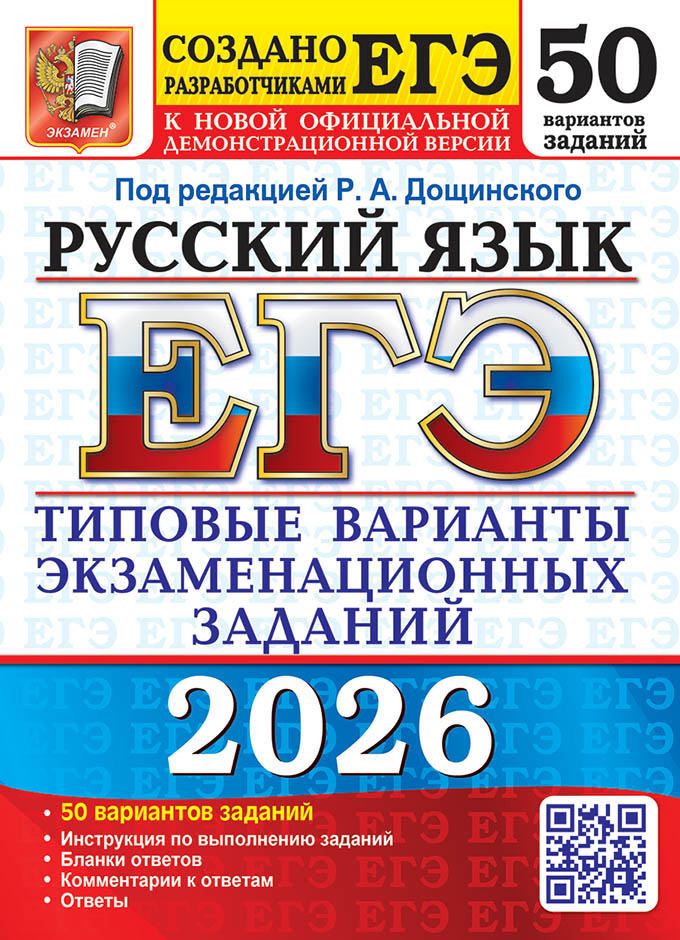 ЭКЗАМЕН®
СОЗДАНО
РАЗРАБОТЧИКАМИ ЕГЭ
К НОВОЙ ОФИЦИАЛЬНОЙ
ДЕМОНСТРАЦИОННОЙ ВЕРСИИ
50
вариантов
заданий
Под редакцией Р. А. Дощинского
РУССКИЙ ЯЗЫК
ЕГЭ
ТИПОВЫЕ ВАРИАНТЫ
ЭКЗАМЕНАЦИОННЫХ
ЗАДАНИЙ
2026
• 50 вариантов заданий
• Инструкция по выполнению заданий
• Бланки ответов
• Комментарии к ответам
• Ответы